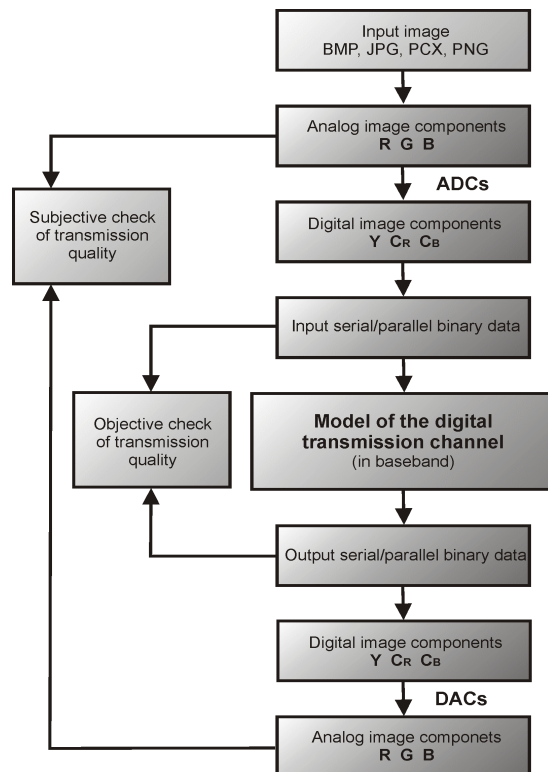 Input image
BMP, JPG, PCX, PNG
Analog image components
R G B
ADCs
Subjective check
of transmission
quality
Digital image components
Y CR CB
Input serial/parallel binary data
Objective check
of transmission
quality
Model of the digital
transmission channel
(in baseband)
Output serial/parallel binary data
Digital image components
Y CR CB
DACs
Analog image componets
R G B